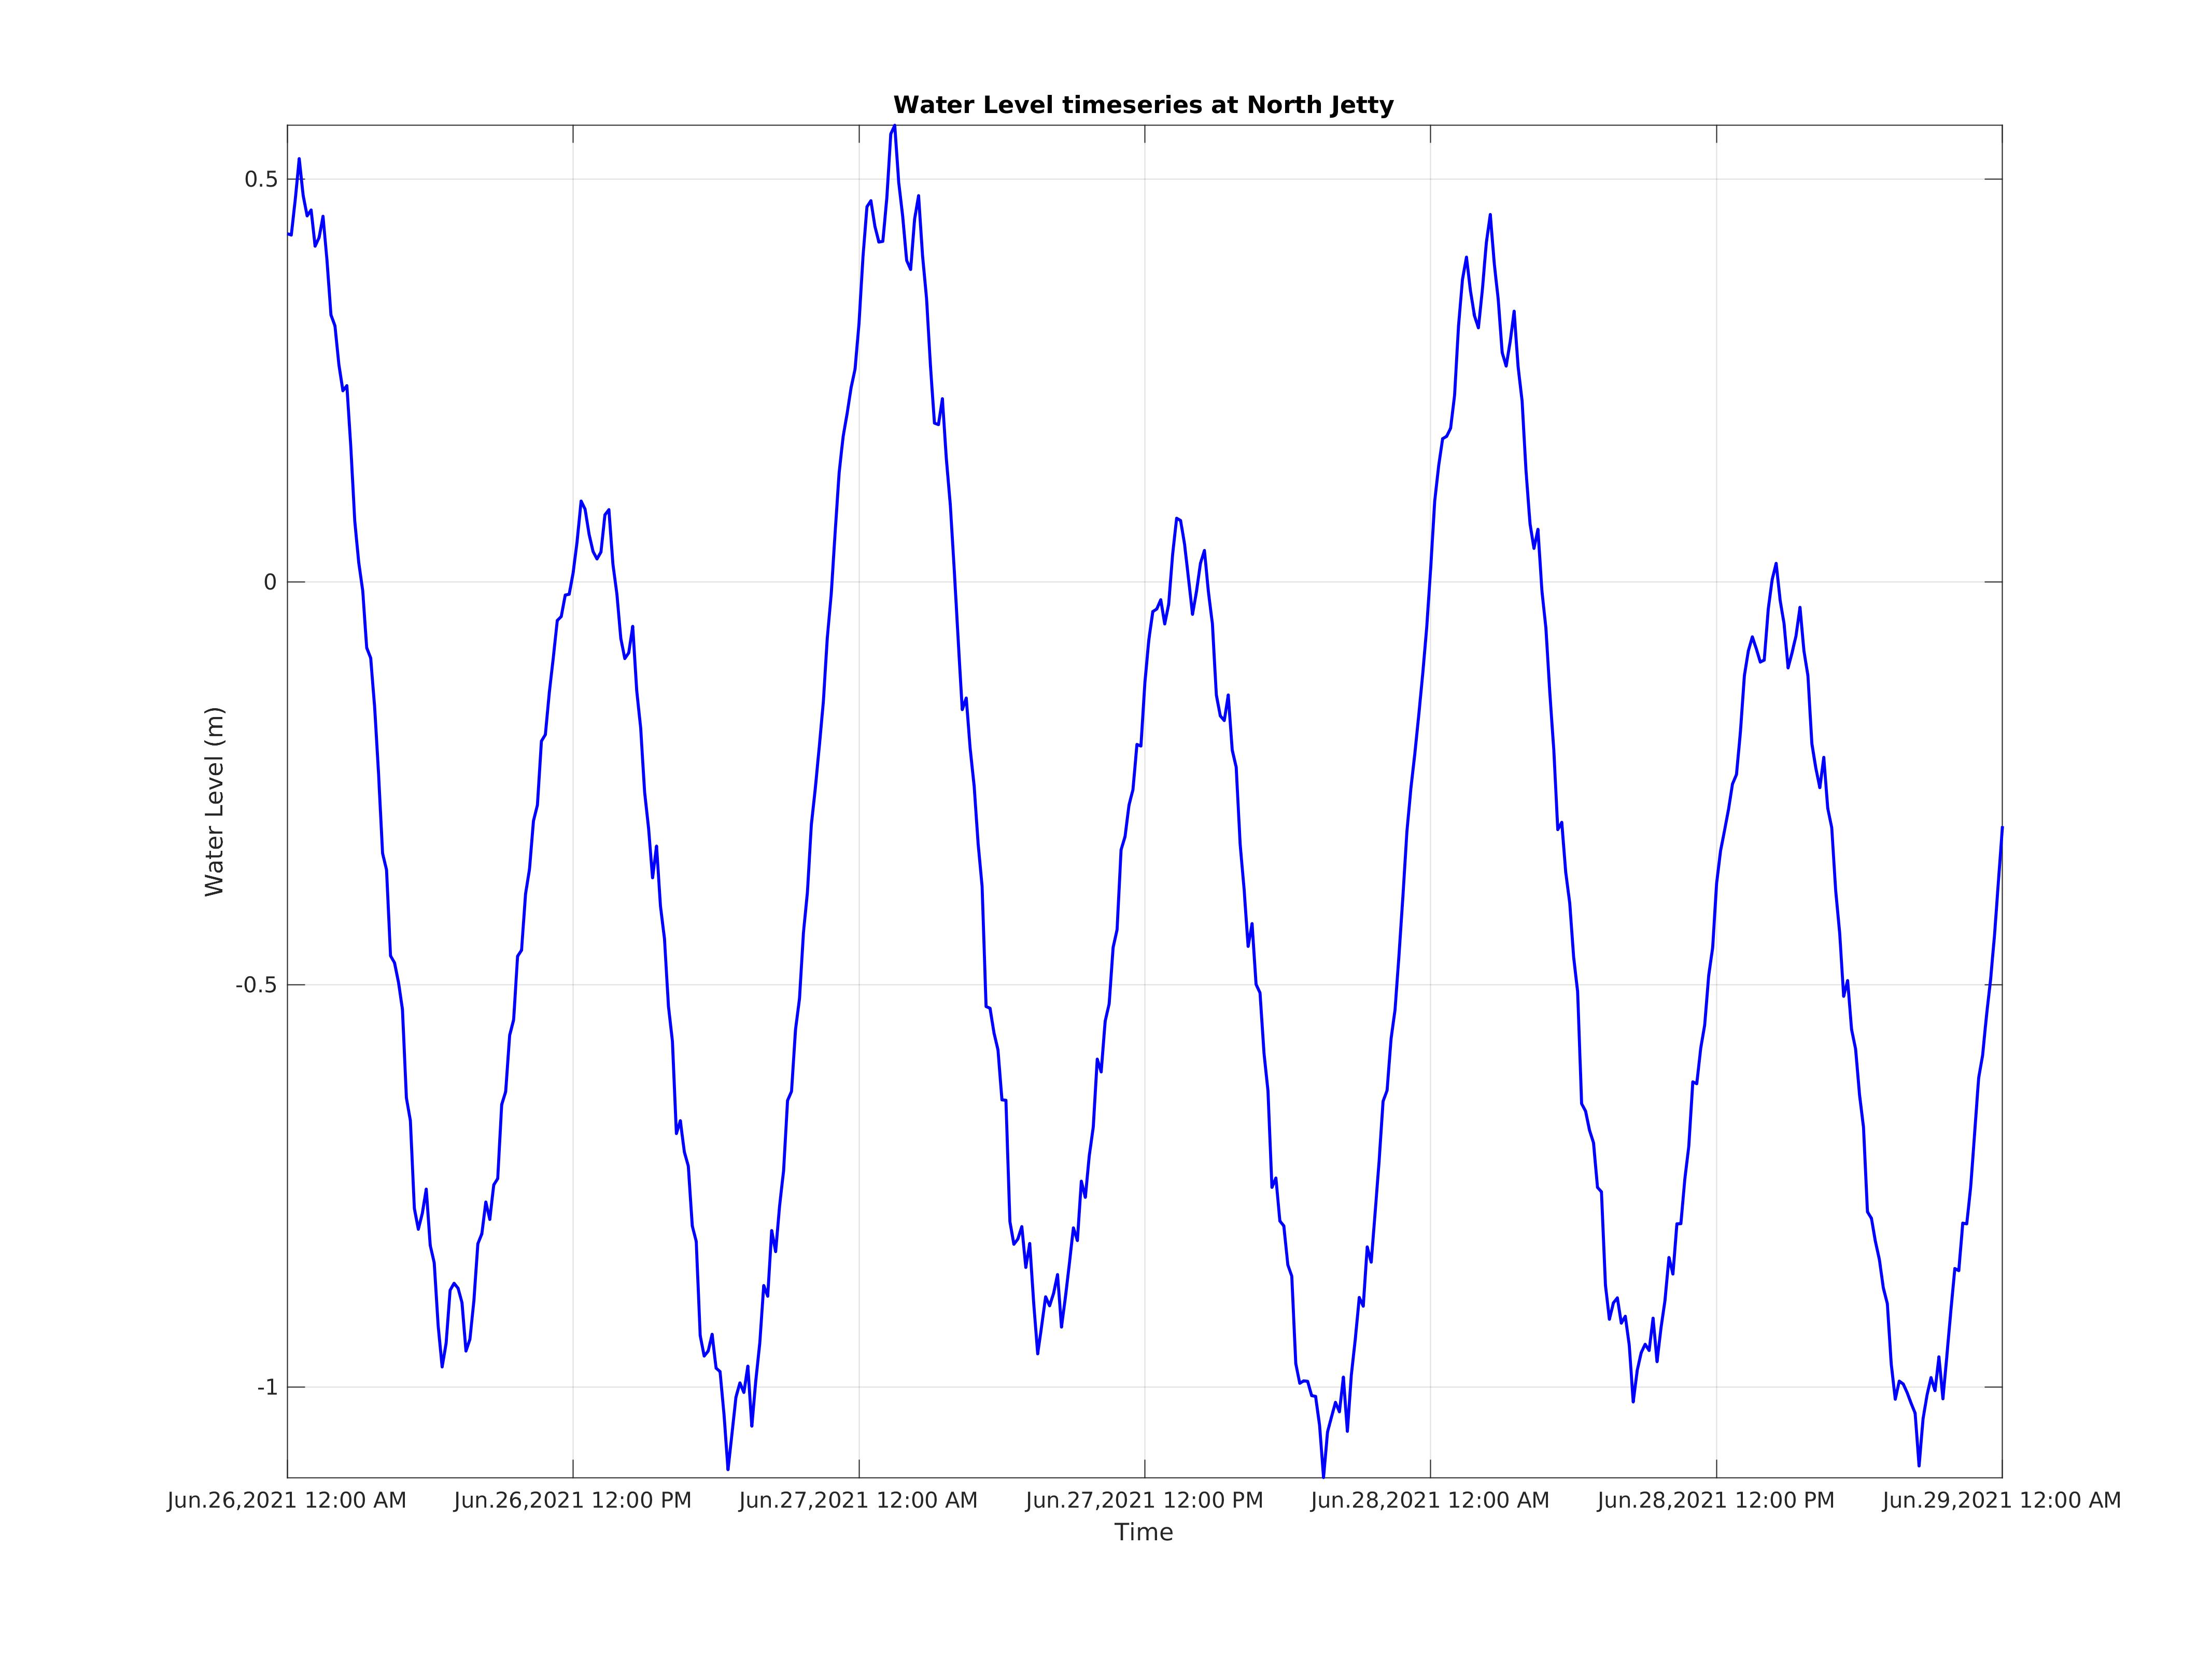 Water Level timeseries at North Jetty
0.5
0
-0.5
-1
Water Level (m)
Jun.26,2021 12:00 AM
Jun.26,2021 12:00 PM
Jun.27,2021 12:00 AM
Jun.27,2021 12:00 PM
Jun.28,2021 12:00 AM
Jun.28,2021 12:00 PM
Jun.29,2021 12:00 AM
Time